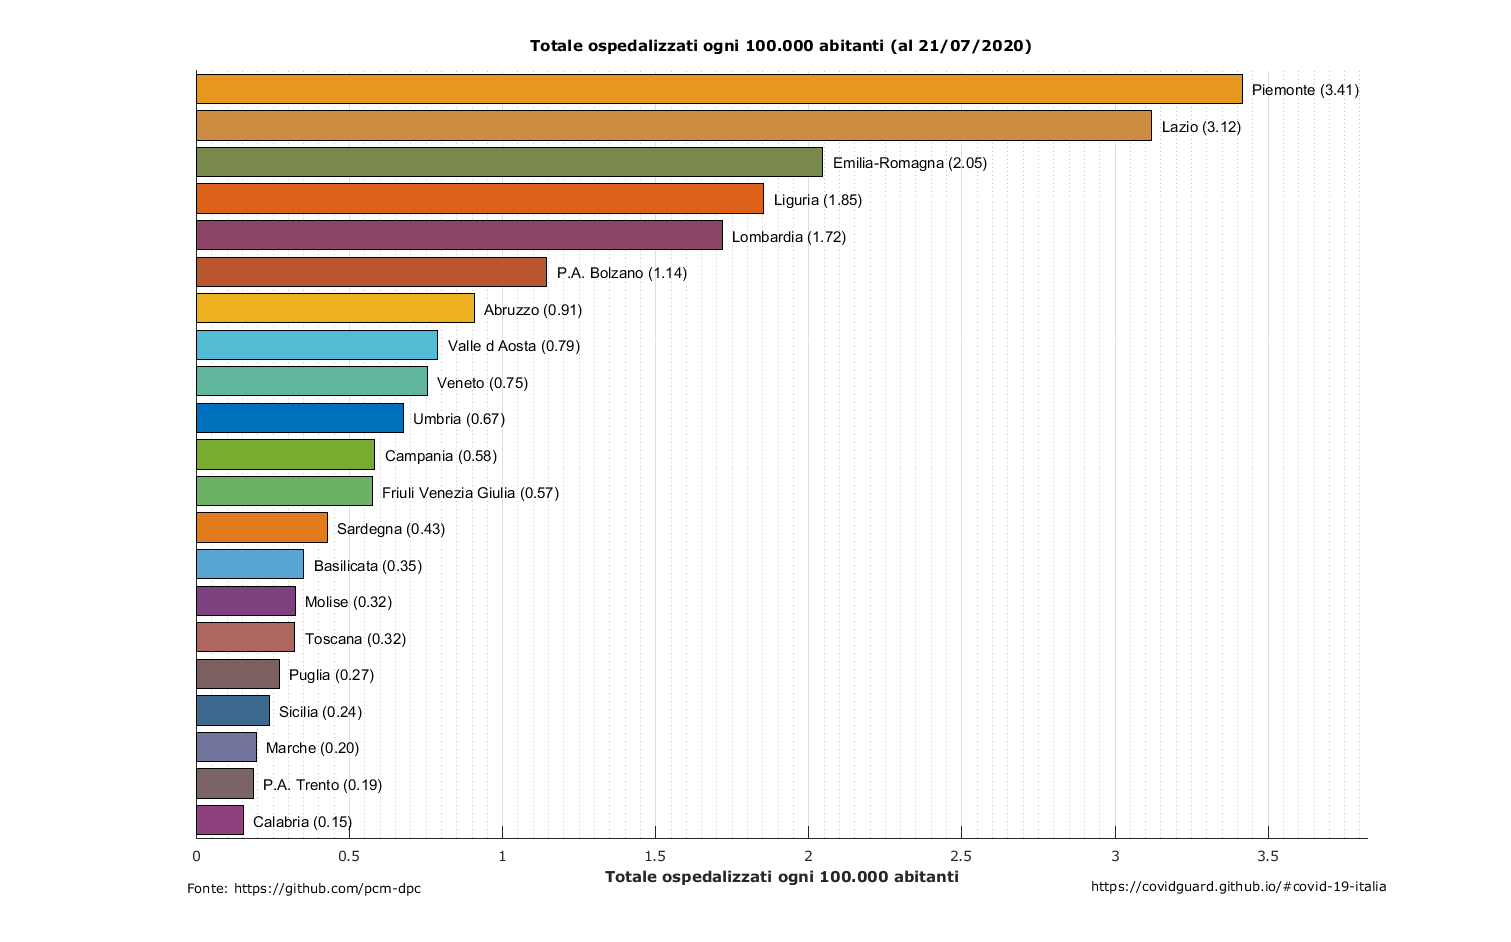 Totale ospedalizzati ogni 100.000 abitanti (al 21/07/2020)
Piemonte (3.41)
Lazio (3.12)
Emilia-Romagna (2.05)
Liguria (1.85)
Lombardia (1.72)
P.A. Bolzano (1.14)
Abruzzo (0.91)
Valle d Aosta (0.79)
Veneto (0.75)
Umbria (0.67)
Campania (0.58)
Friuli Venezia Giulia (0.57)
Sardegna (0.43)
Basilicata (0.35)
Molise (0.32)
Toscana (0.32)
Puglia (0.27)
Sicilia (0.24)
Marche (0.20)
P.A. Trento (0.19)
Calabria (0.15)
0 0.5 1 1.5 2 2.5 3 3.5
Totale ospedalizzati ogni 100.000 abitanti
Fonte: https://github.com/pcm-dpc
https://covidguard.github.io/#covid-19-italia